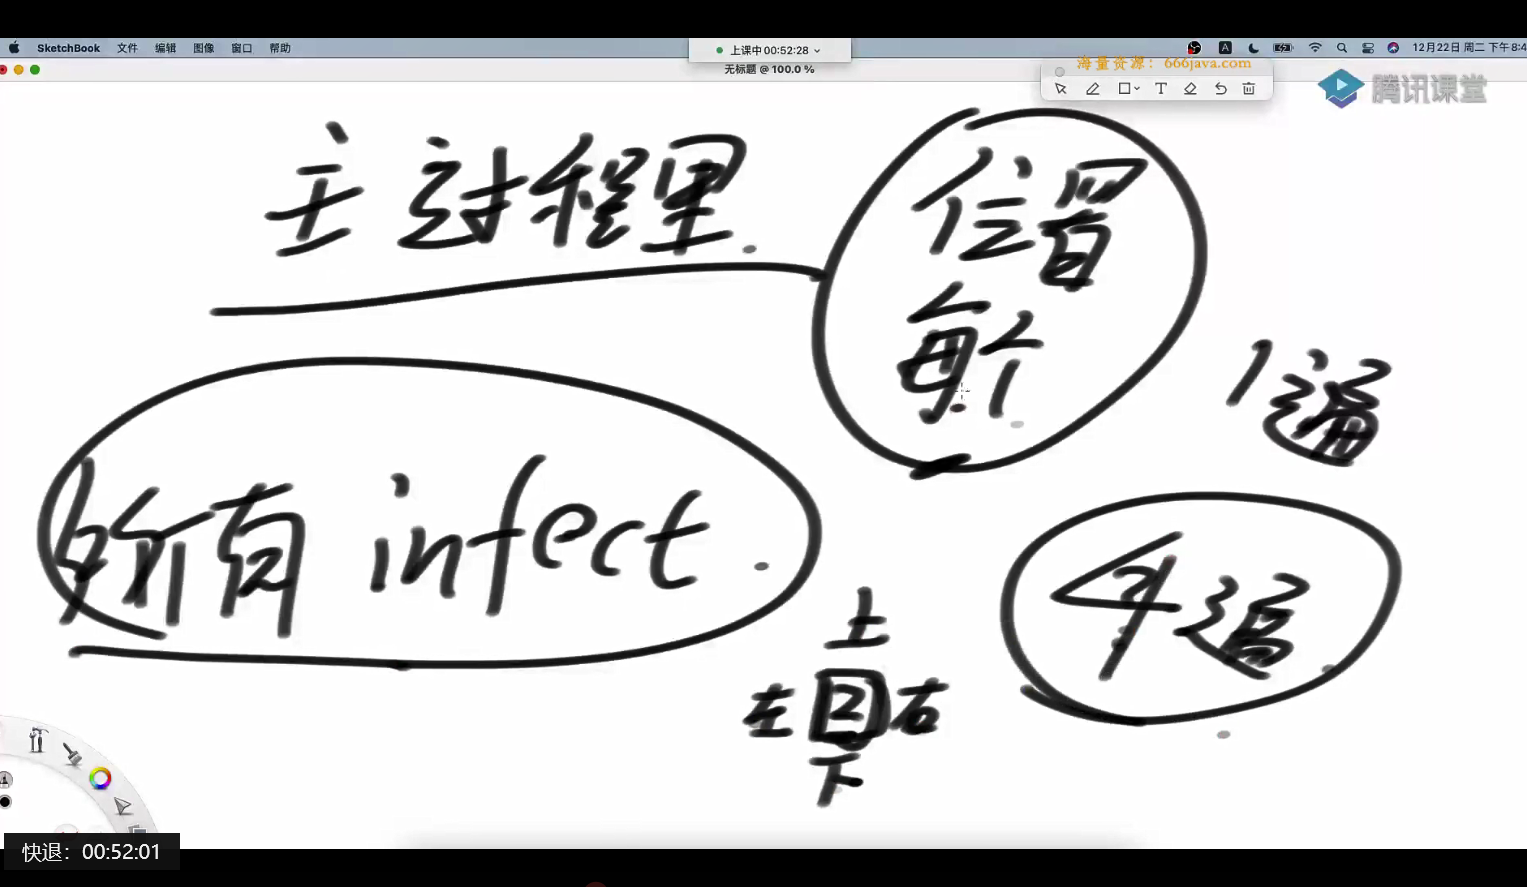 SketchBook 文件 编辑 图像 窗口 帮助
上课中 00:52:28
12月22日 周二 下午8:4
无标题 @ 100.0 %
海量资源：666java.com
T
腾讯课堂
主过程里
位置
每个
1遍
所有 infect
4遍
上
左 2 右
下
快退：00:52:01